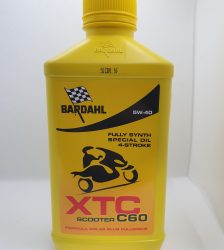 5W-40
BARDAHL
FULLY SYNTH
SPECIAL OIL
4-STROKE
XTC
SCOOTER C60